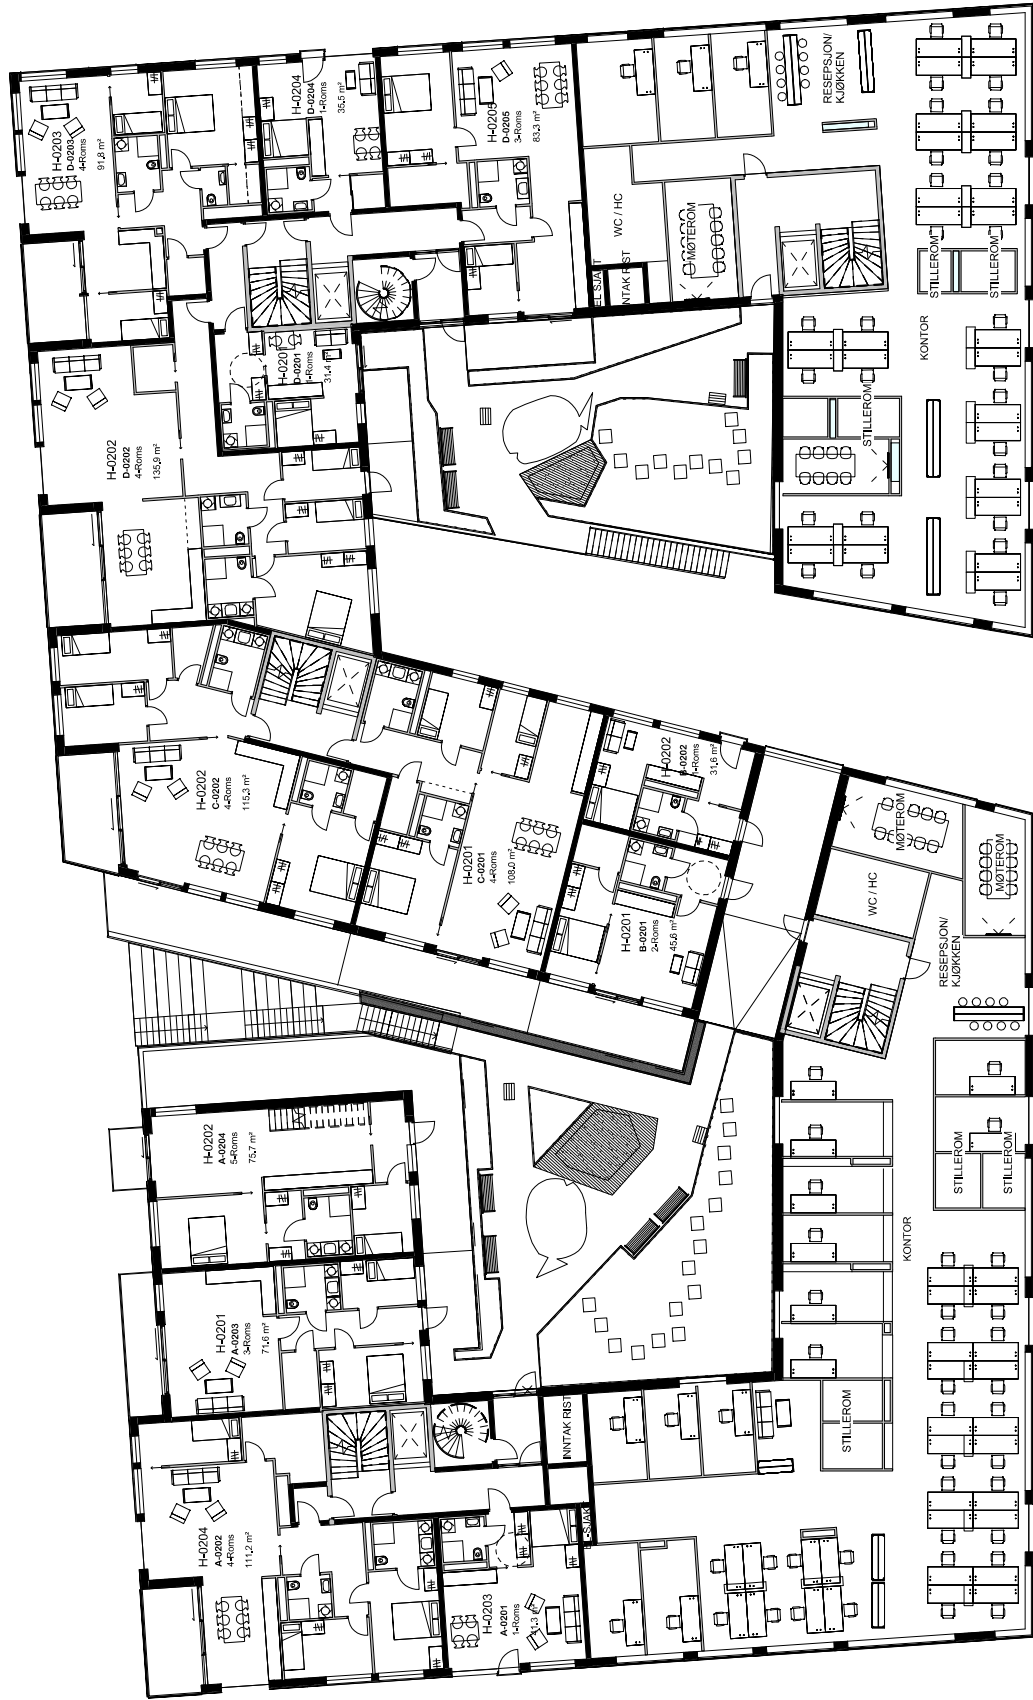 H-0203
D-0203
4-Roms
91,8 m²
H-0204
D-0204
1-Roms
35,5 m²
H-0205
D-0205
3-Roms
83,3 m²
RESEPSJON/
KJØKKEN
WC / HC
MØTEROM
NTAK RIST
STILLEROM
STILLEROM
H-0201
D-0201
1-Roms
31,4 m²
H-0202
D-0202
4-Roms
135,9 m²
KONTOR
STILLEROM
H-0202
C-0202
4-Roms
115,3 m²
H-0201
C-0201
4-Roms
108,0 m²
H-0202
B-0202
1-Roms
31,6 m²
H-0201
B-0201
2-Roms
45,6 m²
MØTEROM
MØTEROM
WC / HC
RESEPSJON/
KJØKKEN
H-0202
A-0204
5-Roms
75,7 m²
STILLEROM
STILLEROM
KONTOR
H-0201
A-0203
3-Roms
71,6 m²
STILLEROM
INNTAK RIST
H-0204
A-0202
4-Roms
111,2 m²
H-0203
A-0201
1-Roms